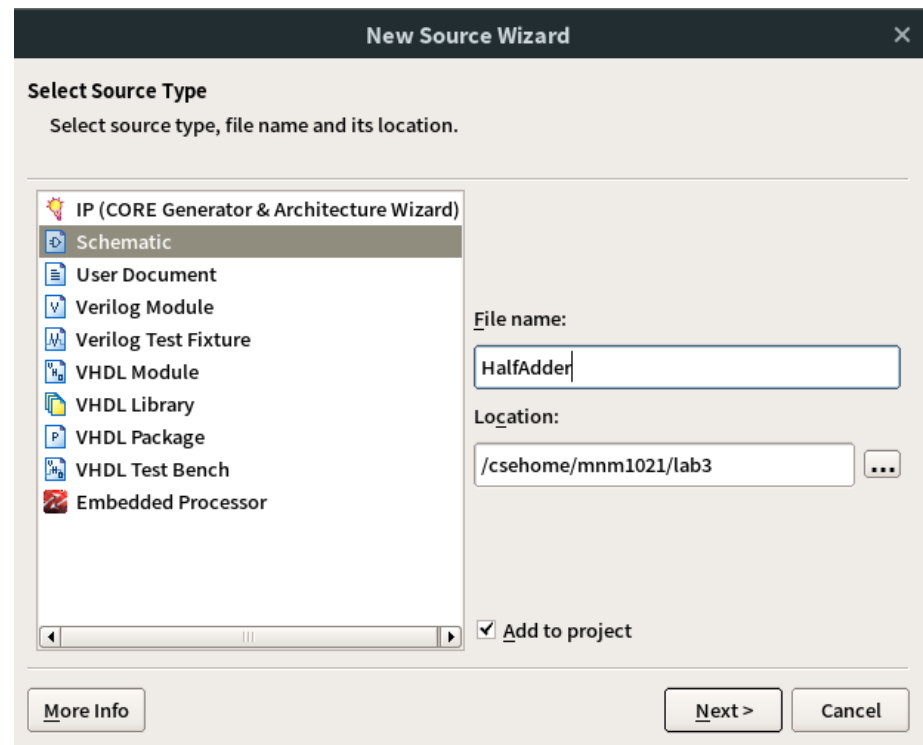 New Source Wizard
Select Source Type
Select source type, file name and its location.
IP (CORE Generator & Architecture Wizard)
Schematic
User Document
Verilog Module
Verilog Test Fixture
VHDL Module
VHDL Library
VHDL Package
VHDL Test Bench
Embedded Processor
File name:
HalfAdder
Location:
/csehome/mnm1021/lab3
...
Add to project
More Info
Next >
Cancel